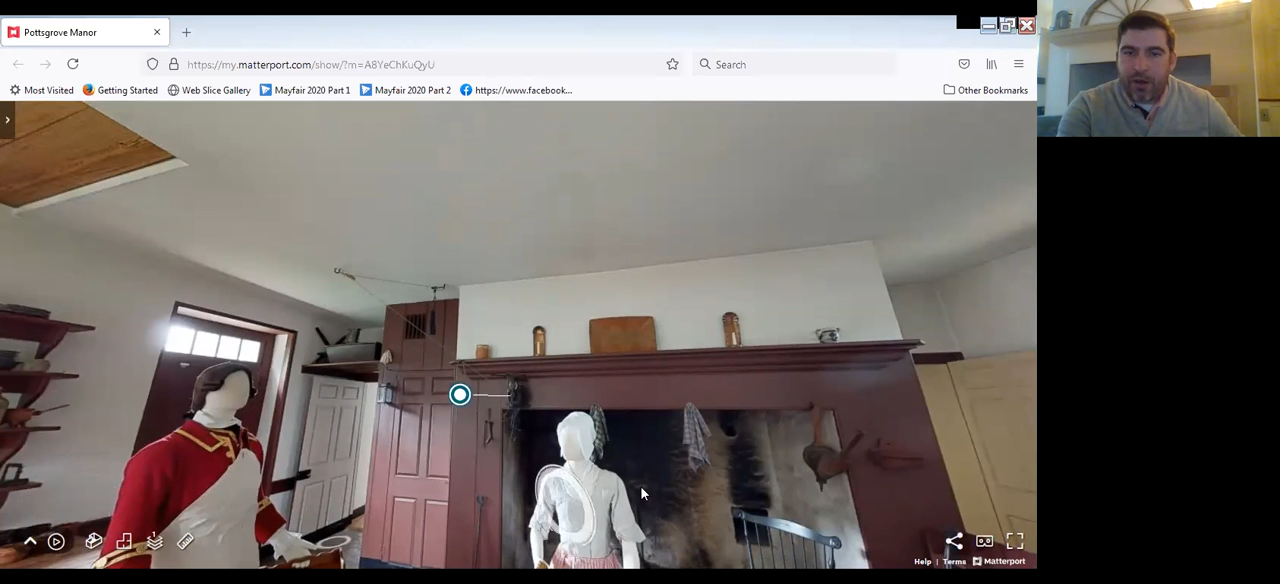 Pottsgrove Manor
https://my.matterport.com/show/?m=A8YeChKuQyU
Search
Most Visited
Getting Started
Web Slice Gallery
Mayfair 2020 Part 1
Mayfair 2020 Part 2
https://www.facebook...
Other Bookmarks
Help | Terms | Matterport